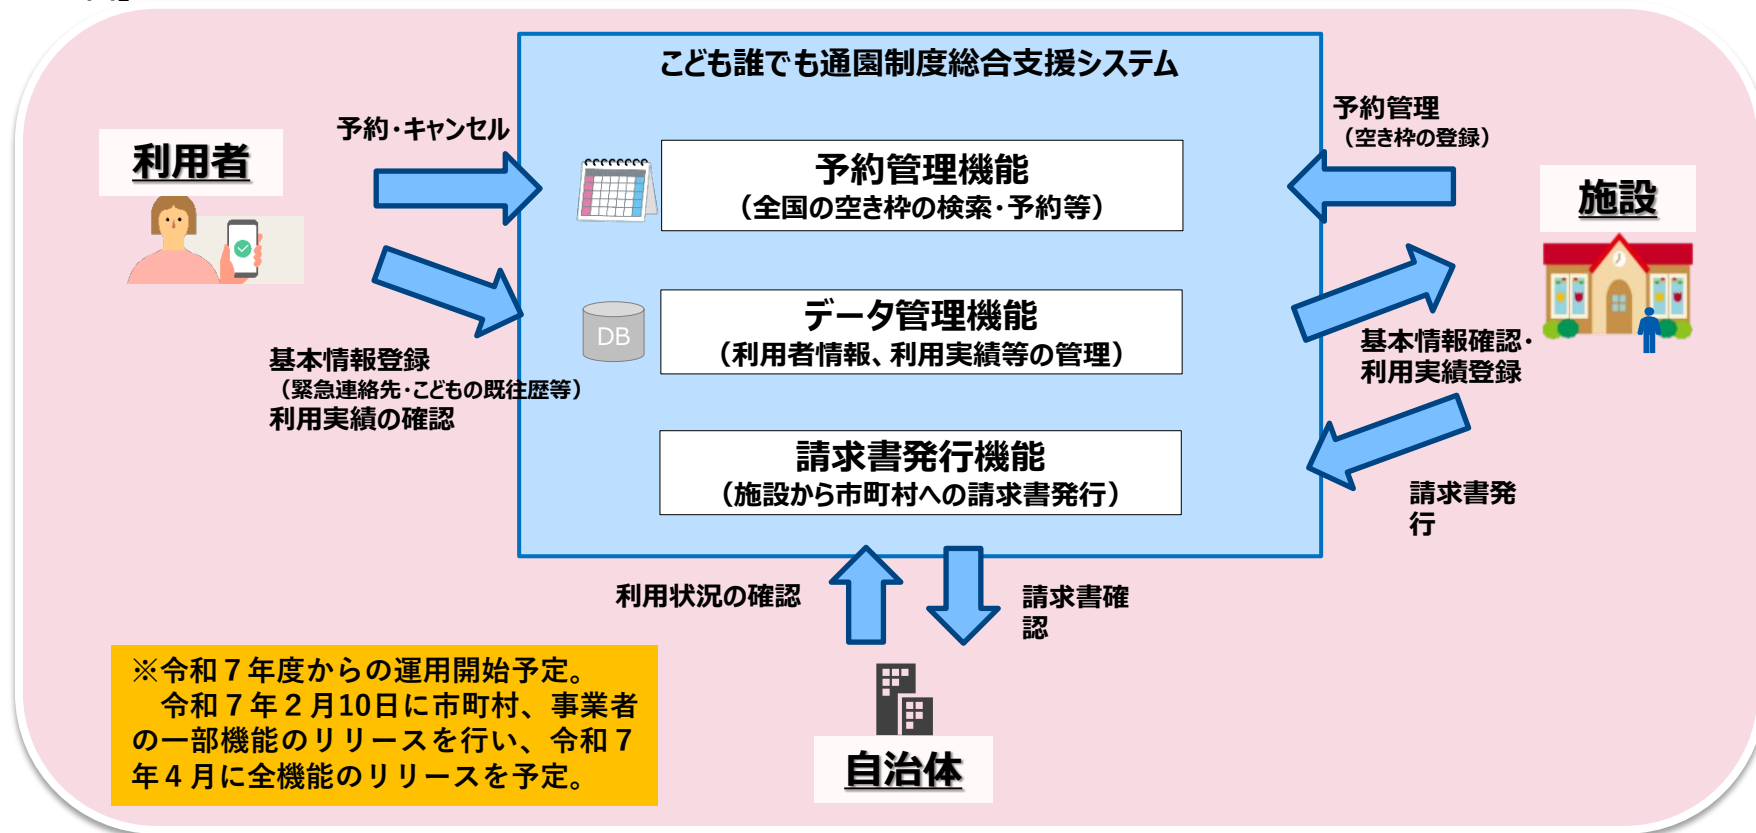 こども誰でも通園制度総合支援システム
利用者
予約・キャンセル
基本情報登録
（緊急連絡先・こどもの既往歴等）
利用実績の確認
予約管理機能
（全国の空き枠の検索・予約等）
DB
データ管理機能
（利用者情報、利用実績等の管理）
請求書発行機能
（施設から市町村への請求書発行）
予約管理
（空き枠の登録）
施設
基本情報確認・
利用実績登録
請求書発
行
利用状況の確認
請求書確
認
自治体
※令和７年度からの運用開始予定。
　令和７年２月10日に市町村、事業者
の一部機能のリリースを行い、令和７
年４月に全機能のリリースを予定。